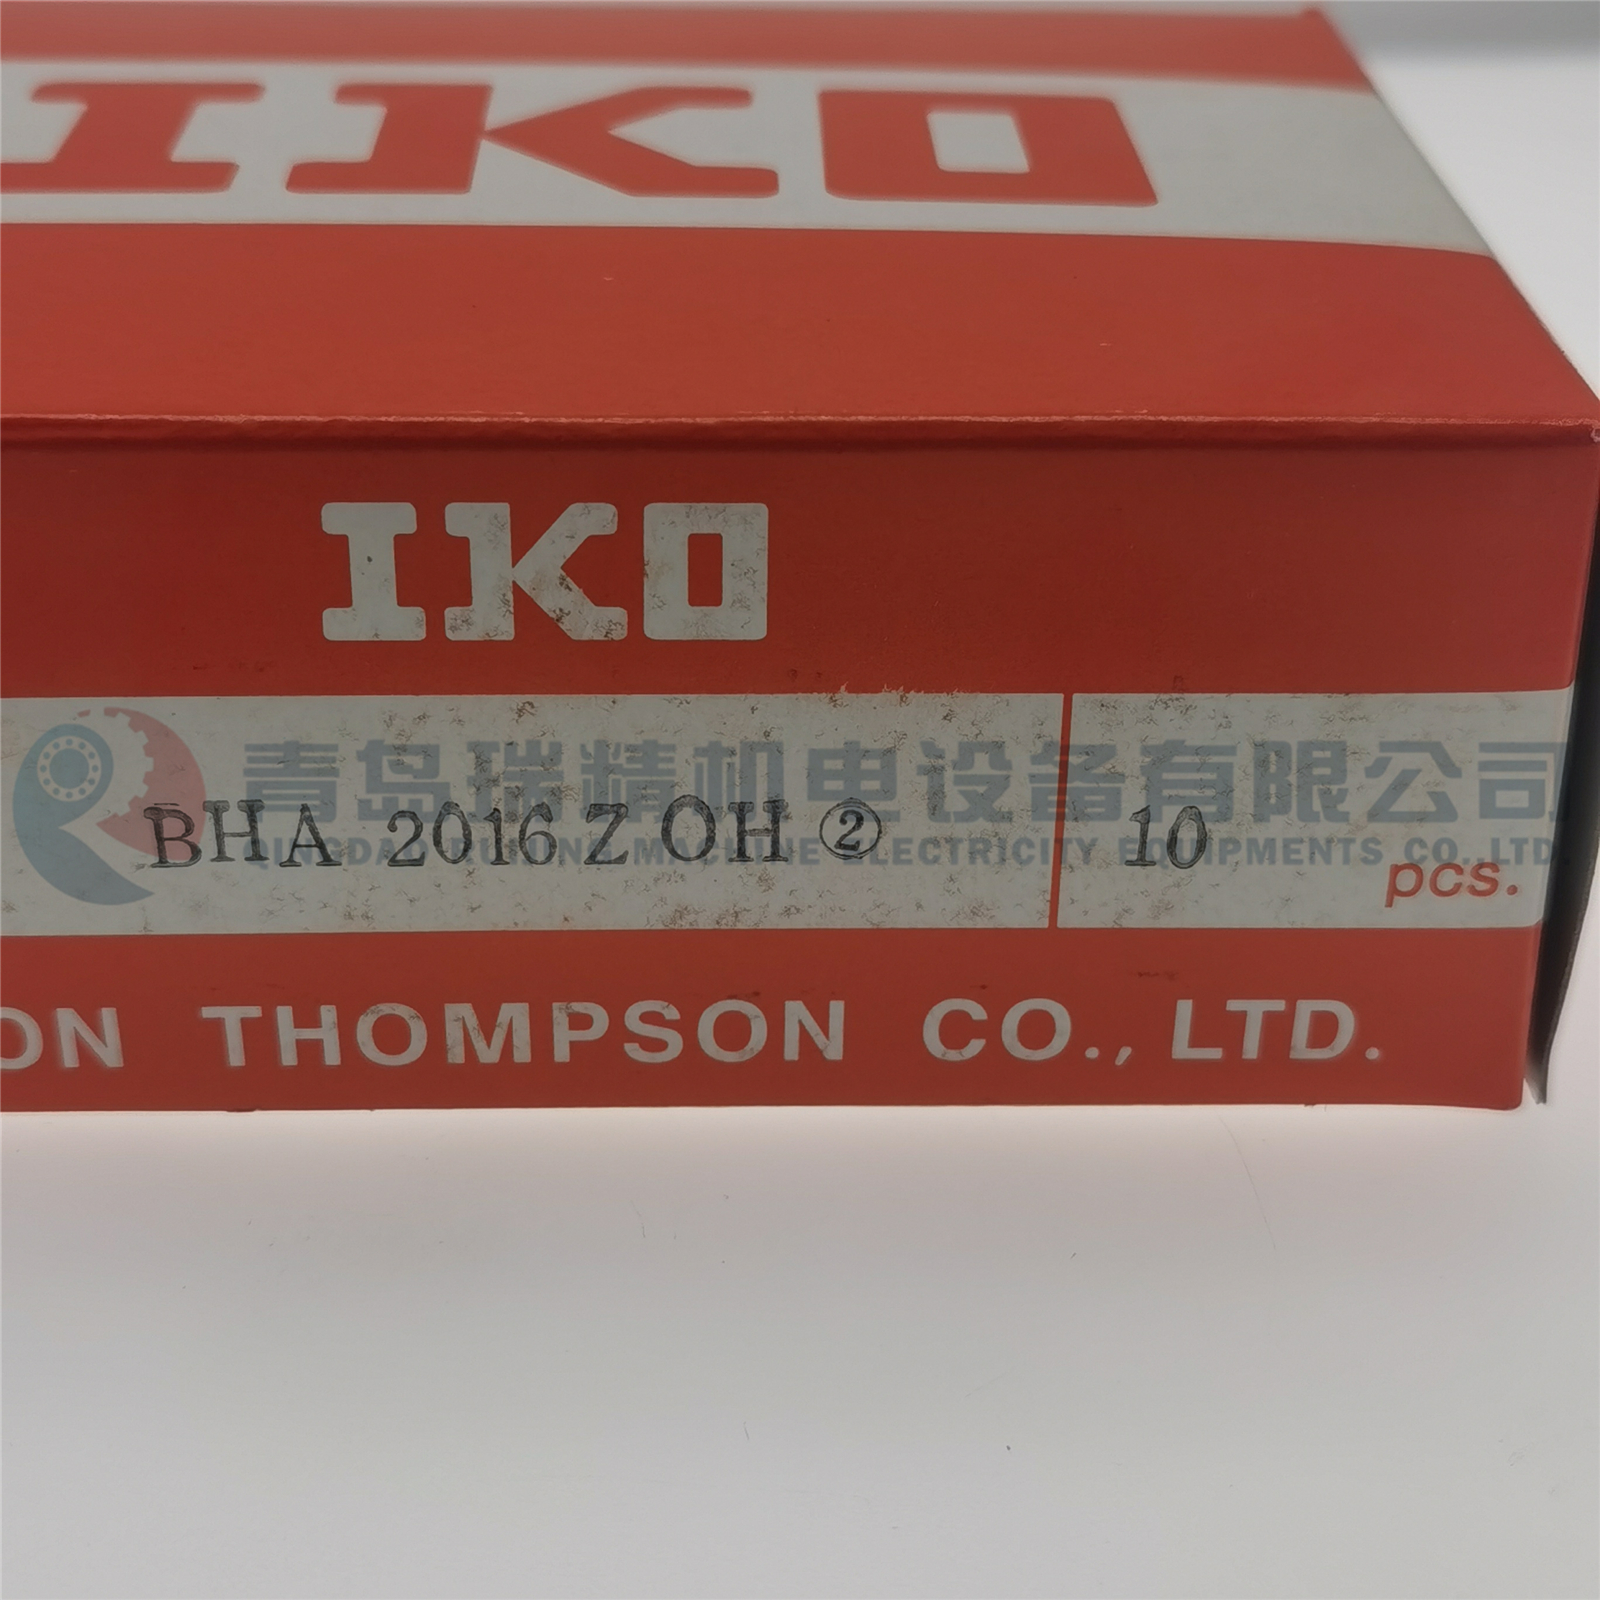 IKO
IKO
青岛瑞精机电设备有限公司
BHA 2016 Z OH ② 10
QINGDAO RUIJING MACHINE ELECTRICITY EQUIPMENTS CO.,LTD.
pcs.
ON THOMPSON CO., LTD.